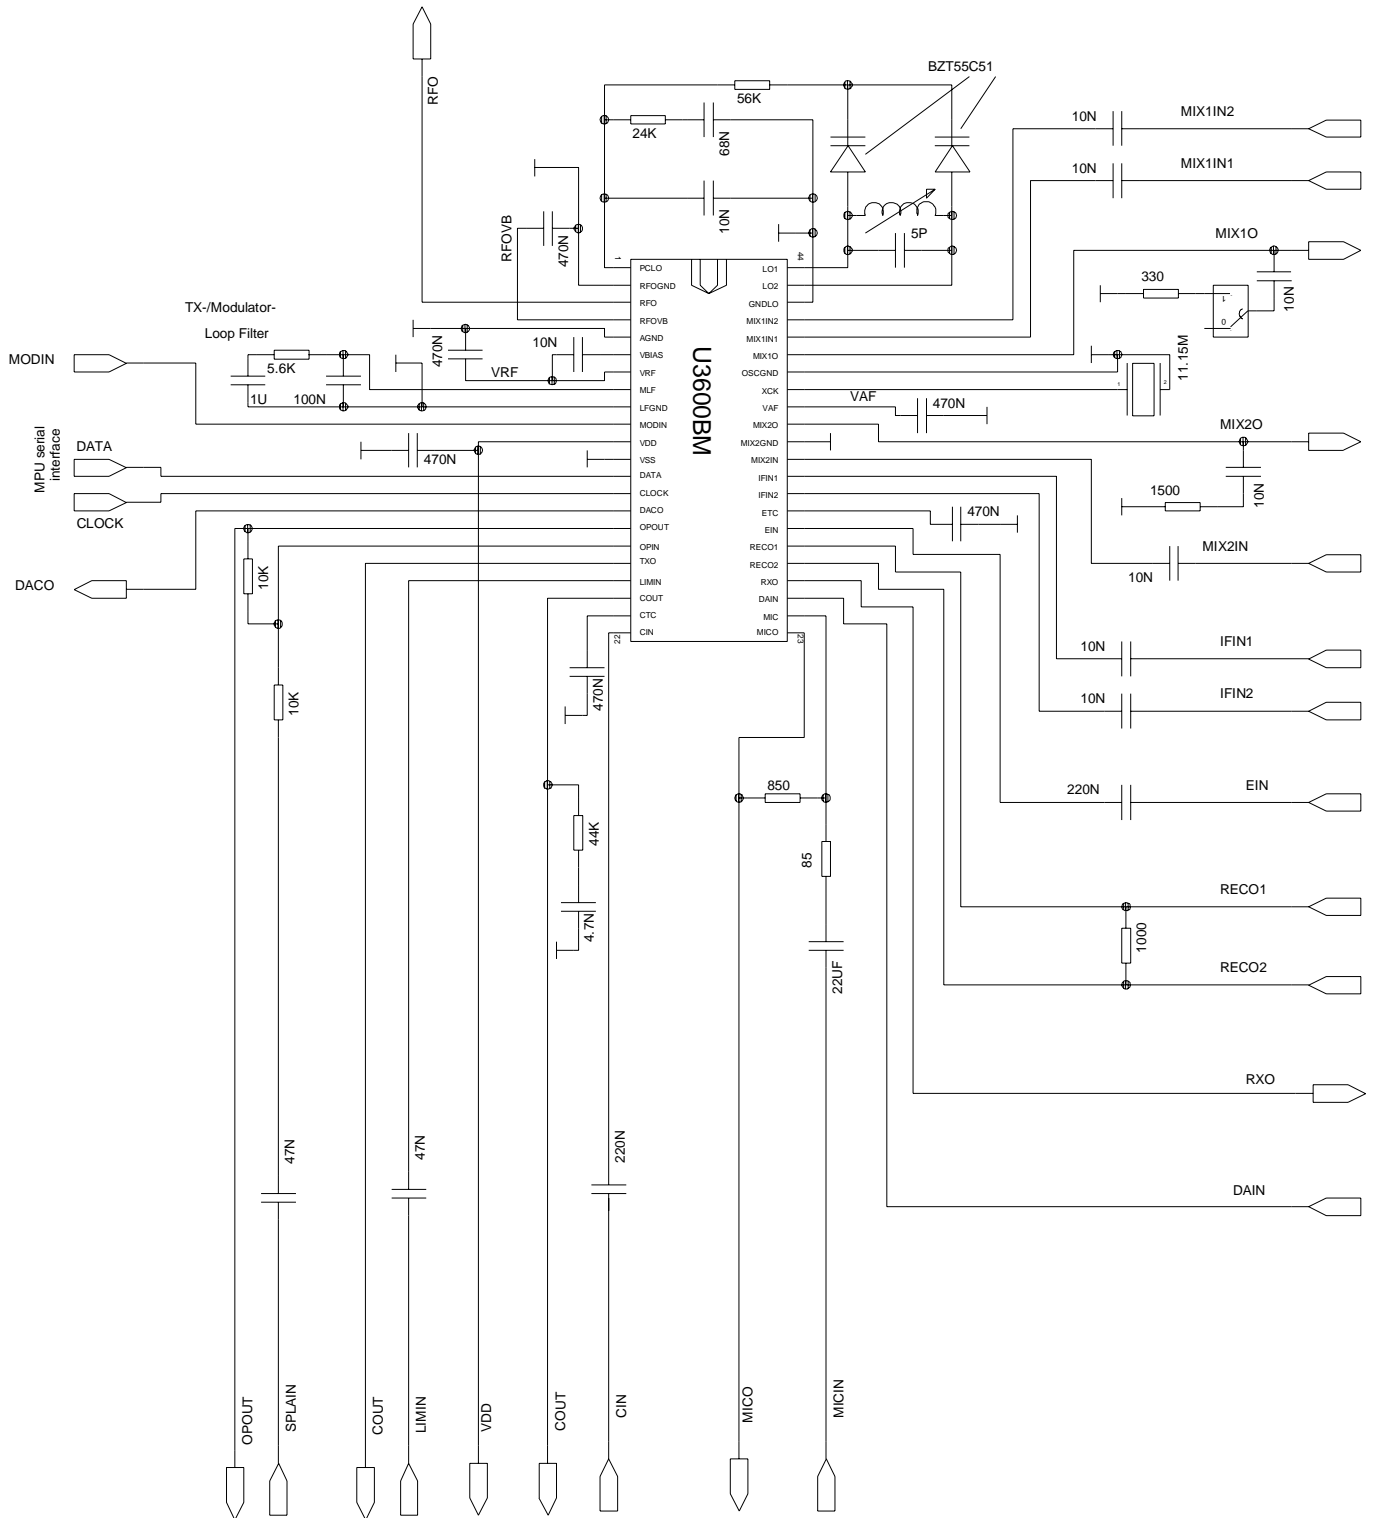 RFO
BZT55C51
56K
24K
68N
10N
RFOVB
470N
5P
10N
MIX1IN2
10N
MIX1IN1
MIX1O
330
10N
1
0
11.15M
1
2
TX-/Modulator-
Loop Filter
5.6K
1U
100N
470N
10N
VRF
MODIN
MPU serial
interface
DATA
CLOCK
DACO
470N
10K
10K
1
44
22
23
U3600BM
PCLO
RFOGND
RFO
RFOVB
AGND
VBIAS
VRF
MLF
LFGND
MODIN
VDD
VSS
DATA
CLOCK
DACO
OPOUT
OPIN
TXO
LIMIN
COUT
CTC
CIN
LO1
LO2
GNDLO
MIX1IN2
MIX1IN1
MIX1O
OSCGND
XCK
VAF
MIX2O
MIX2GND
MIX2IN
IFIN1
IFIN2
ETC
EIN
RECO1
RECO2
RXO
DAIN
MIC
MICO
VAF
470N
MIX2O
1500
10N
470N
MIX2IN
10N
10N
IFIN1
10N
IFIN2
220N
EIN
RECO1
1000
RECO2
RXO
DAIN
470N
44K
4.7N
850
85
22UF
47N
47N
220N
OPOUT
SPLAIN
COUT
LIMIN
VDD
COUT
CIN
MICO
MICIN